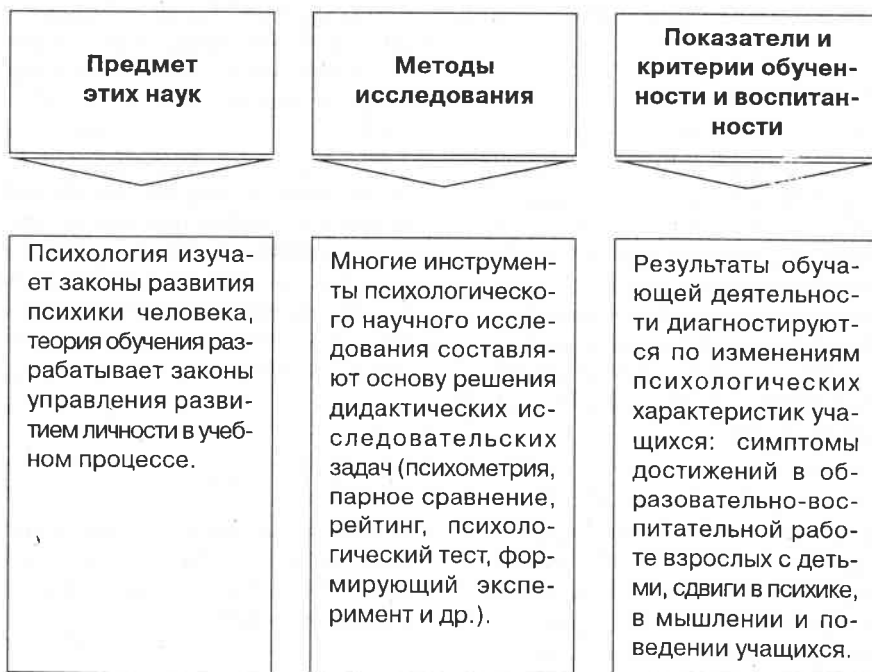 Предмет
этих наук
Методы
исследования
Показатели и
критерии обучен-
ности и воспитан-
ности
Психология изуча-
ет законы развития
психики человека,
теория обучения раз-
рабатывает законы
управления разви-
тием личности в учеб-
ном процессе.
Многие инструмен-
ты психологическо-
го научного иссле-
дования составля-
ют основу решения
дидактических ис-
следовательских
задач (психометрия,
парное сравнение,
рейтинг, психоло-
гический тест, фор-
мирующий экспе-
римент и др.).
Результаты обуча-
ющей деятельнос-
ти диагностируют-
ся по изменениям
психологических
характеристик уча-
щихся: симптомы
достижений в об-
разовательно-вос-
питательной рабо-
те взрослых с деть-
ми, сдвиги в психике,
в мышлении и по-
ведении учащихся.